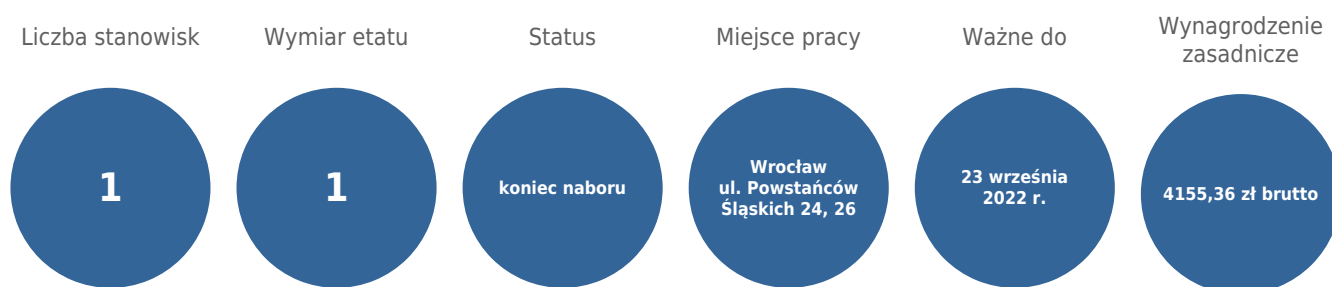 Liczba stanowisk
1
Wymiar etatu
1
Status
koniec naboru
Miejsce pracy
Wrocław
ul. Powstańców
Śląskich 24, 26
Ważne do
23 września
2022 r.
Wynagrodzenie
zasadnicze
4155,36 zł brutto